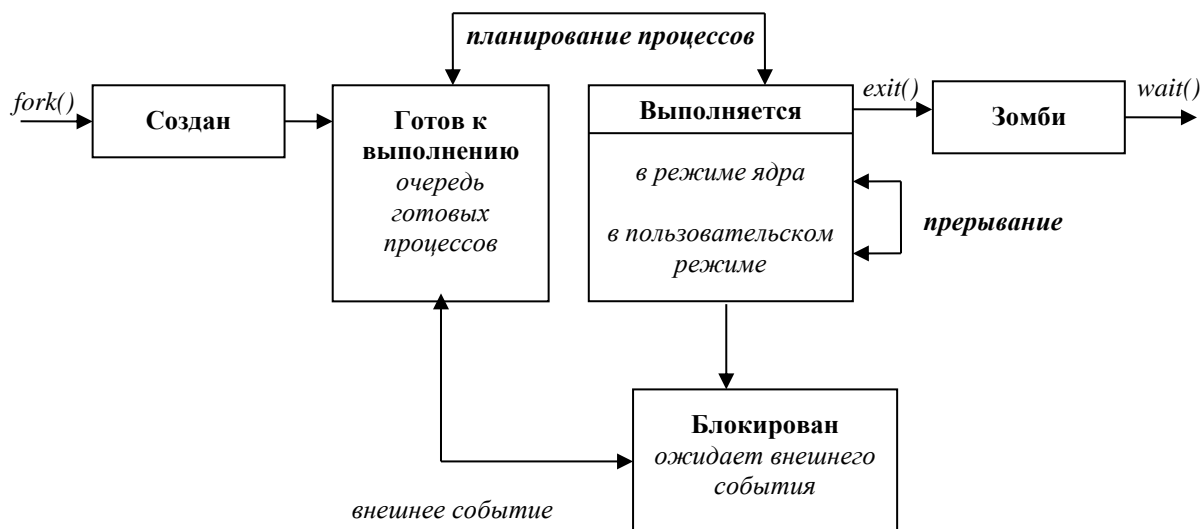 планирование процессов
fork()
Создан
Готов к
выполнению
очередь
готовых
процессов
Выполняется
в режиме ядра
в пользовательском
режиме
exit()
Зомби
wait()
прерывание
Блокирован
ожидает внешнего
события
внешнее событие